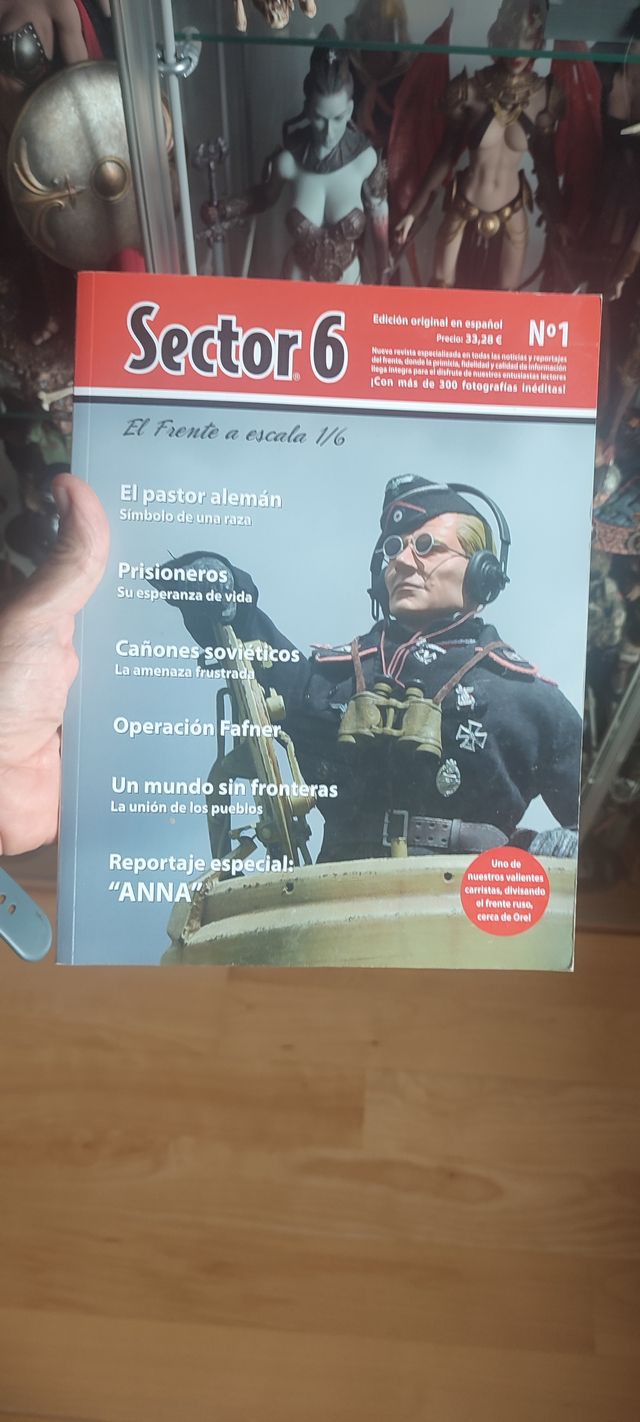 Sector 6
Edición original en español
Precio: 33,28 €
Nº1
Nueva revista especializada en todas las noticias y reportajes
del frente, donde la primicia, fidelidad y calidad de información
llega íntegra para el disfrute de nuestros entusiastas lectores
¡Con más de 300 fotografías inéditas!
El Frente a escala 1/6
El pastor alemán
Símbolo de una raza
Prisioneros
Su esperanza de vida
Cañones soviéticos
La amenaza frustrada
Operación Fafner
Un mundo sin fronteras
La unión de los pueblos
Reportaje especial:
"ANNA"
Uno de
nuestros valientes
carristas, divisando
el frente ruso,
cerca de Orel